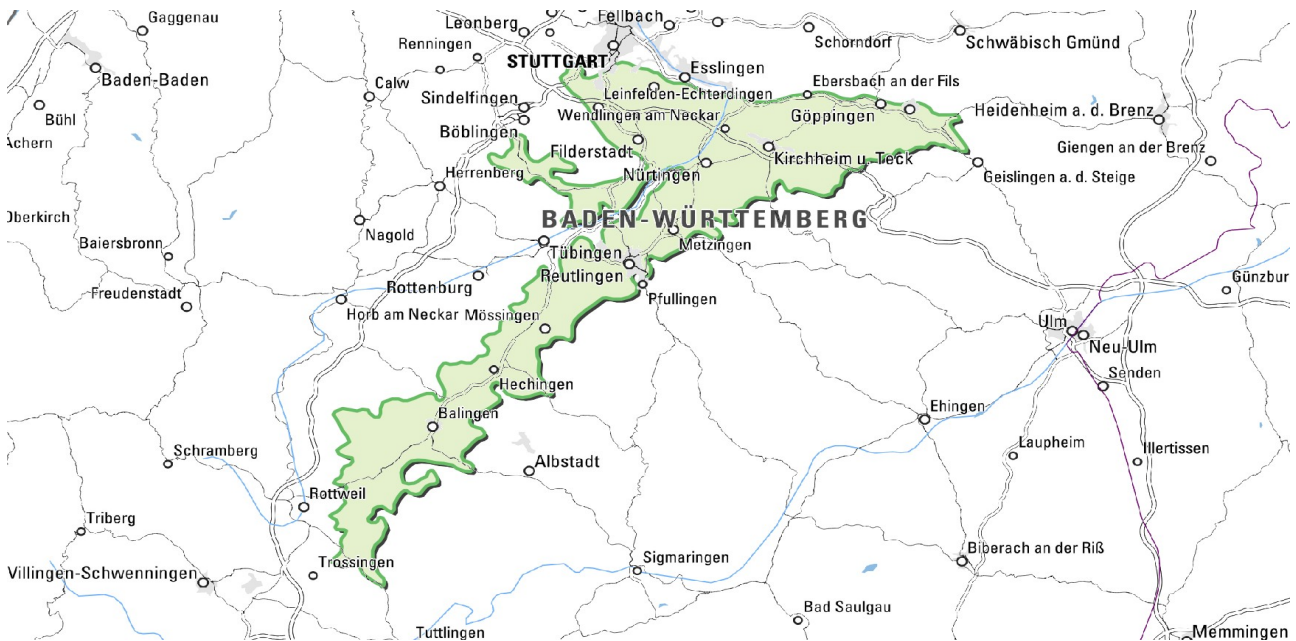 Gaggenau
Leonberg
Fellbach
Schorndorf
Schwäbisch Gmünd
Renningen
STUTTGART
Baden-Baden
Calw
Esslingen
Ebersbach an der Fils
Sindelfingen
Leinfelden-Echterdingen
Heidenheim a. d. Brenz
Bühl
Wendlingen am Neckar
Göppingen
Böblingen
Achern
Filderstadt
Kirchheim u. Teck
Giengen an der Brenz
Herrenberg
Nürtingen
Geislingen a. d. Steige
Oberkirch
BADEN-WÜRTTEMBERG
Nagold
Baiersbronn
Metzingen
Tübingen
Reutlingen
Günzbur
Freudenstadt
Rottenburg
Pfullingen
Horb am Neckar
Mössingen
Ulm
Neu-Ulm
Senden
Hechingen
Ehingen
Balingen
Laupheim
Schramberg
Albstadt
Illertissen
Rottweil
Triberg
Biberach an der Riß
Sigmaringen
Trossingen
Villingen-Schwenningen
Bad Saulgau
Tuttlingen
Memmingen